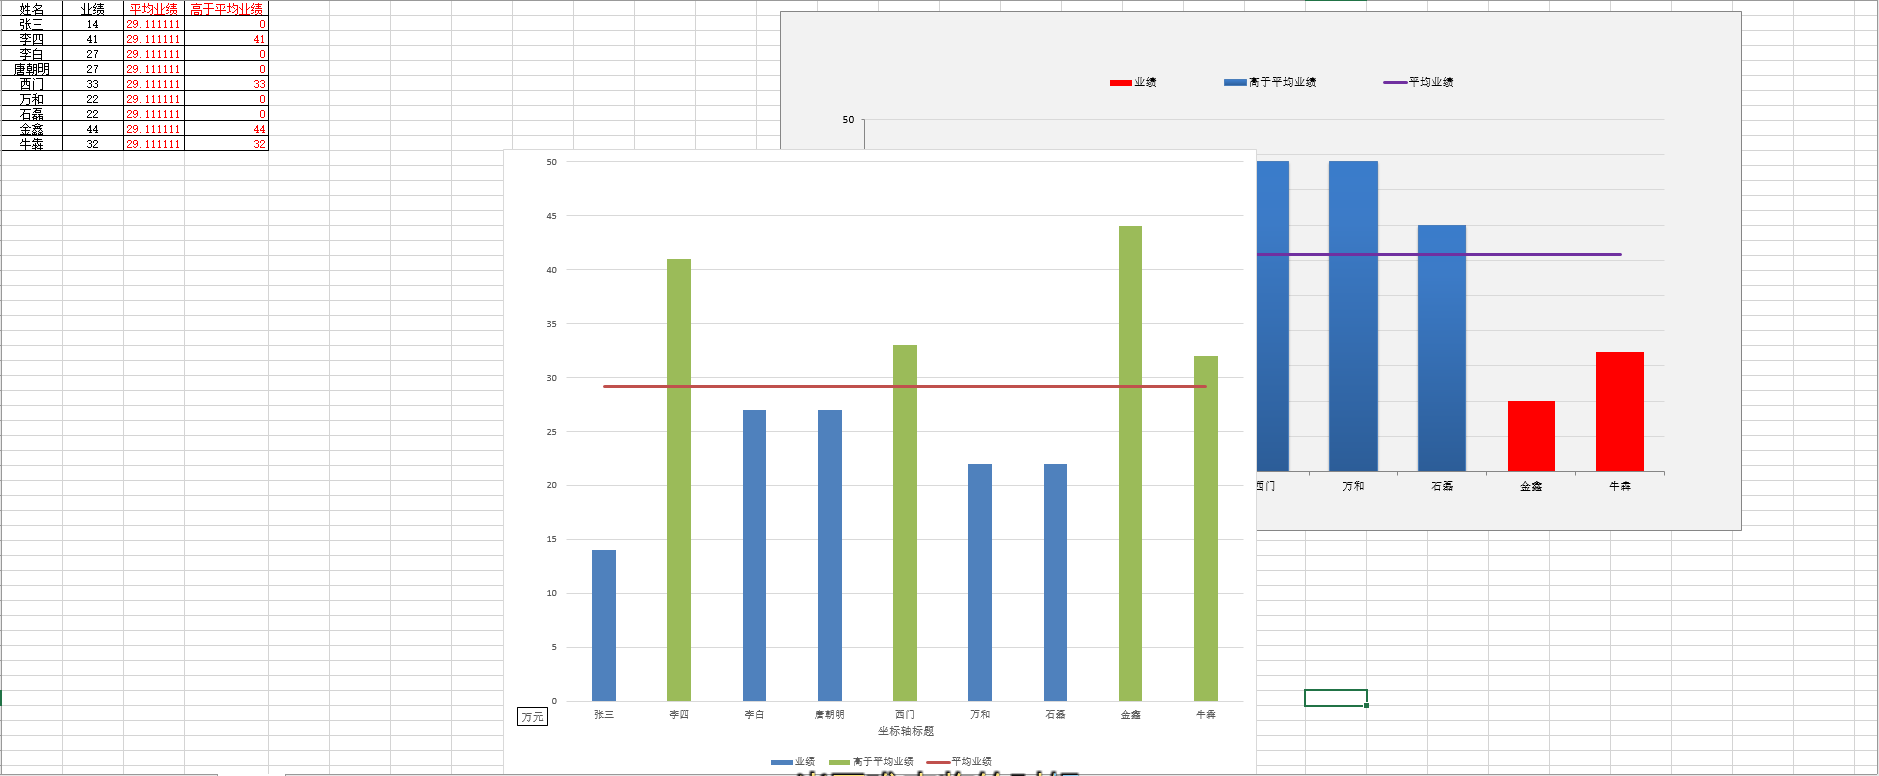 姓名 业绩 平均业绩 高于平均业绩
张三 14 29.111111 0
李四 41 29.111111 41
李白 27 29.111111 0
唐朝明 27 29.111111 0
西门 33 29.111111 33
万和 22 29.111111 0
石磊 22 29.111111 0
金鑫 44 29.111111 44
牛犇 32 29.111111 32
业绩 高于平均业绩 平均业绩
50
西门 万和 石磊 金鑫 牛犇
50
45
40
35
30
25
20
15
10
5
0
万元
张三 李四 李白 唐朝明 西门 万和 石磊 金鑫 牛犇
坐标轴标题
业绩 高于平均业绩 平均业绩